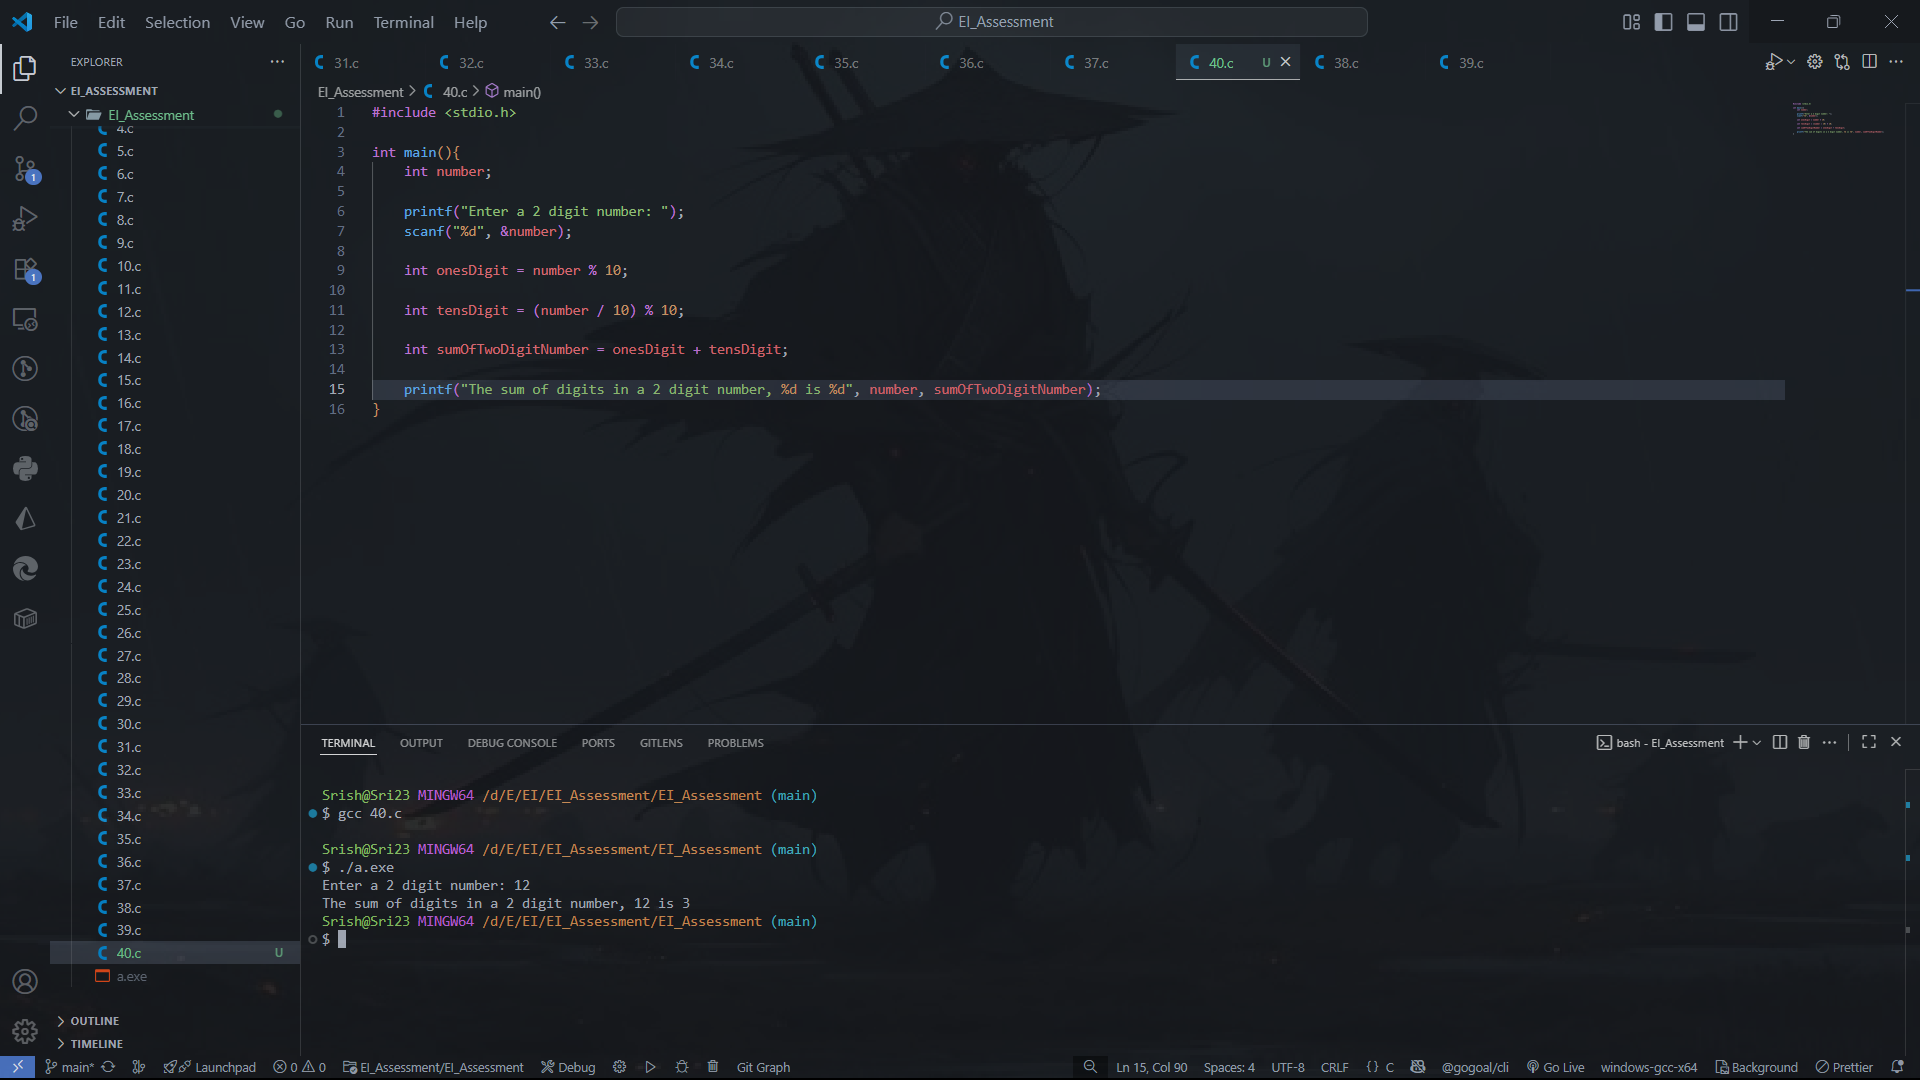 File Edit Selection View Go Run Terminal Help
EI_Assessment
EXPLORER
EI_ASSESSMENT
EI_Assessment
4.c
5.c
6.c
7.c
8.c
9.c
10.c
11.c
12.c
13.c
14.c
15.c
16.c
17.c
18.c
19.c
20.c
21.c
22.c
23.c
24.c
25.c
26.c
27.c
28.c
29.c
30.c
31.c
32.c
33.c
34.c
35.c
36.c
37.c
38.c
39.c
40.c U
a.exe
OUTLINE
TIMELINE
31.c 32.c 33.c 34.c 35.c 36.c 37.c 40.c U 38.c 39.c
EI_Assessment > 40.c > main()
1 #include <stdio.h>
2
3 int main(){
4 int number;
5
6 printf("Enter a 2 digit number: ");
7 scanf("%d", &number);
8
9 int onesDigit = number % 10;
10
11 int tensDigit = (number / 10) % 10;
12
13 int sumOfTwoDigitNumber = onesDigit + tensDigit;
14
15 printf("The sum of digits in a 2 digit number, %d is %d", number, sumOfTwoDigitNumber);
16 }
TERMINAL OUTPUT DEBUG CONSOLE PORTS GITLENS PROBLEMS
bash - EI_Assessment
Srish@Sri23 MINGW64 /d/E/EI/EI_Assessment/EI_Assessment (main)
$ gcc 40.c
Srish@Sri23 MINGW64 /d/E/EI/EI_Assessment/EI_Assessment (main)
$ ./a.exe
Enter a 2 digit number: 12
The sum of digits in a 2 digit number, 12 is 3
Srish@Sri23 MINGW64 /d/E/EI/EI_Assessment/EI_Assessment (main)
$
1
1
main* Launchpad 0 0 EI_Assessment/EI_Assessment Debug Git Graph Ln 15, Col 90 Spaces: 4 UTF-8 CRLF {} C @gogoal/cli Go Live windows-gcc-x64 Background Prettier